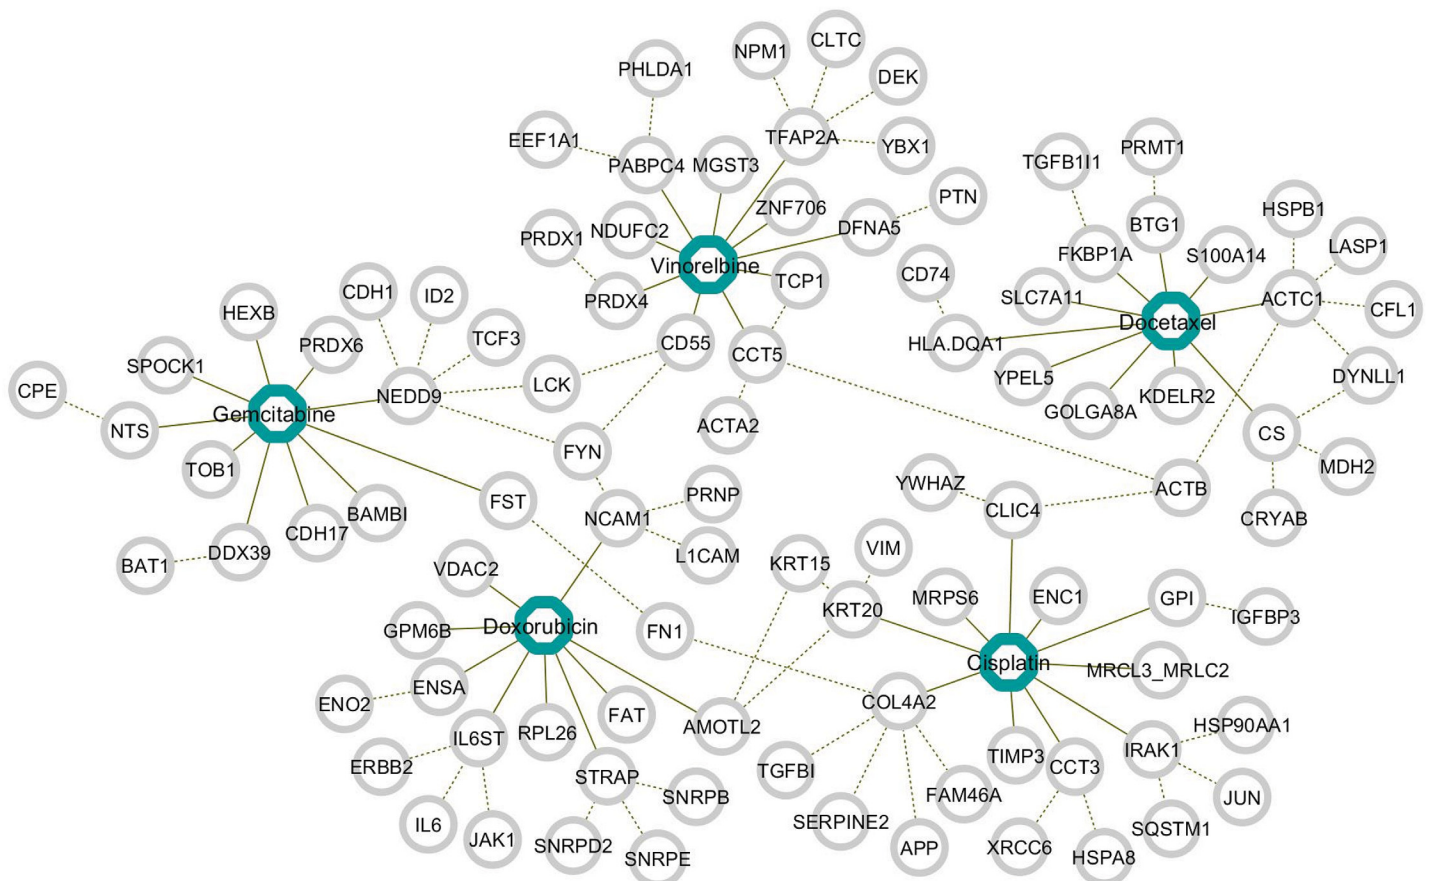 CLTC
NPM1
PHLDA1
DEK
TFAP2A
EEF1A1
YBX1
PRMT1
PABPC4
MGST3
TGFB1I1
PTN
ZNF706
HSPB1
DFNA5
BTG1
NDUFC2
PRDX1
LASP1
FKBP1A
S100A14
Vinorelbine
CD74
TCP1
CDH1
ID2
SLC7A11
PRDX4
ACTC1
CFL1
HEXB
Docetaxel
TCF3
PRDX6
CD55
HLA.DQA1
CCT5
SPOCK1
YPEL5
DYNLL1
LCK
CPE
NEDD9
KDELR2
GOLGA8A
Gemcitabine
ACTA2
NTS
CS
FYN
TOB1
MDH2
YWHAZ
ACTB
PRNP
FST
CLIC4
BAMBI
NCAM1
CRYAB
CDH17
VIM
DDX39
L1CAM
KRT15
BAT1
VDAC2
MRPS6
ENC1
GPI
KRT20
IGFBP3
Doxorubicin
GPM6B
FN1
Cisplatin
MRCL3_MRLC2
ENSA
COL4A2
ENO2
FAT
AMOTL2
HSP90AA1
RPL26
IL6ST
IRAK1
TIMP3
ERBB2
CCT3
TGFBI
STRAP
FAM46A
SNRPB
JUN
SERPINE2
IL6
SQSTM1
JAK1
SNRPD2
APP
XRCC6
SNRPE
HSPA8